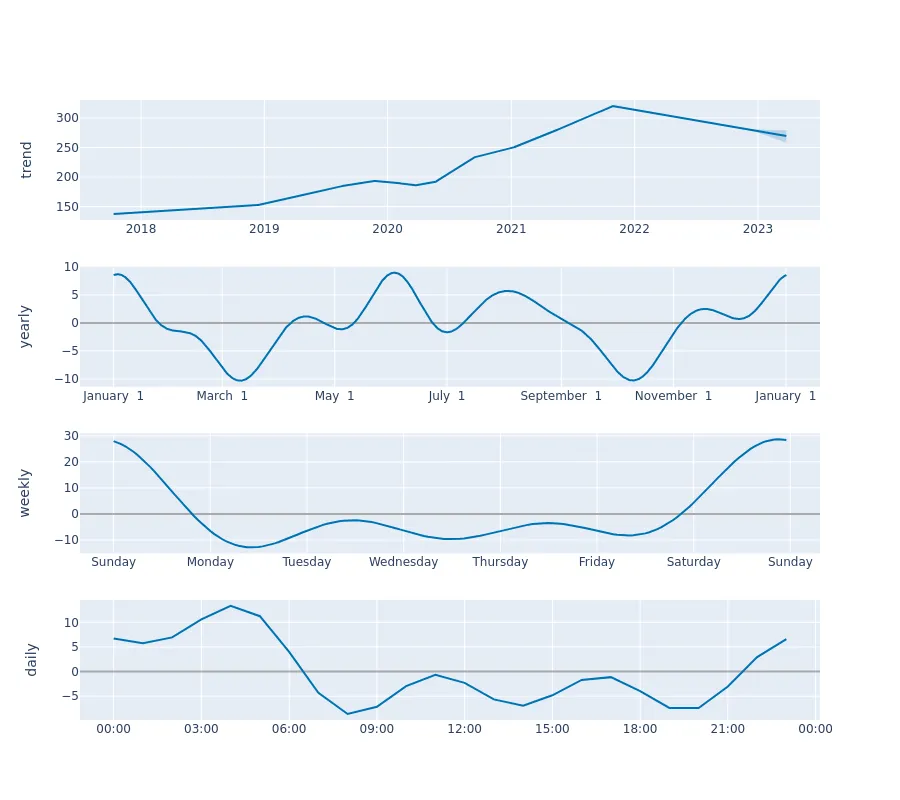 trend
300
250
200
150
2018 2019 2020 2021 2022 2023
yearly
10
5
0
−5
−10
January 1 March 1 May 1 July 1 September 1 November 1 January 1
weekly
30
20
10
0
−10
Sunday Monday Tuesday Wednesday Thursday Friday Saturday Sunday
daily
10
5
0
−5
00:00 03:00 06:00 09:00 12:00 15:00 18:00 21:00 00:00